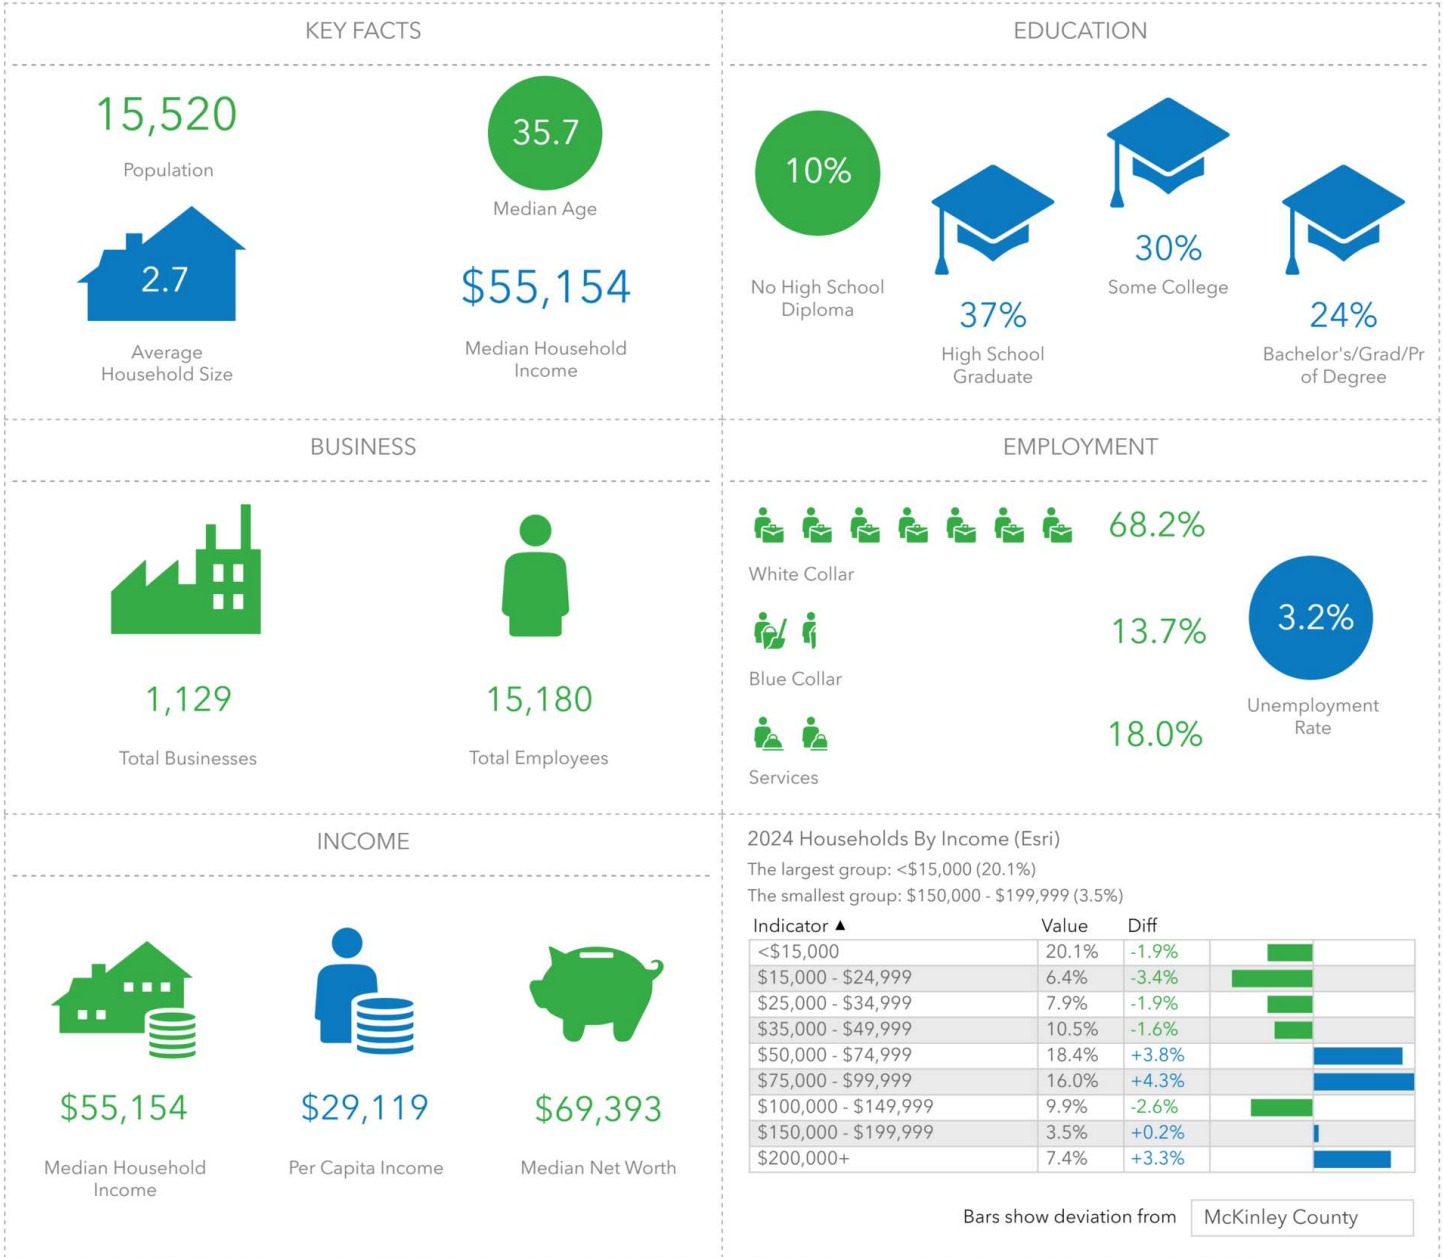 KEY FACTS
15,520
Population
35.7
Median Age
2.7
Average
Household Size
$55,154
Median Household
Income
EDUCATION
10%
No High School
Diploma
37%
High School
Graduate
30%
Some College
24%
Bachelor's/Grad/Pr
of Degree
BUSINESS
1,129
Total Businesses
15,180
Total Employees
EMPLOYMENT
68.2%
White Collar
13.7%
Blue Collar
18.0%
Services
3.2%
Unemployment
Rate
INCOME
$55,154
Median Household
Income
$29,119
Per Capita Income
$69,393
Median Net Worth
2024 Households By Income (Esri)
The largest group: <$15,000 (20.1%)
The smallest group: $150,000 - $199,999 (3.5%)
Indicator ▲ Value Diff
<$15,000 20.1% -1.9%
$15,000 - $24,999 6.4% -3.4%
$25,000 - $34,999 7.9% -1.9%
$35,000 - $49,999 10.5% -1.6%
$50,000 - $74,999 18.4% +3.8%
$75,000 - $99,999 16.0% +4.3%
$100,000 - $149,999 9.9% -2.6%
$150,000 - $199,999 3.5% +0.2%
$200,000+ 7.4% +3.3%
Bars show deviation from McKinley County